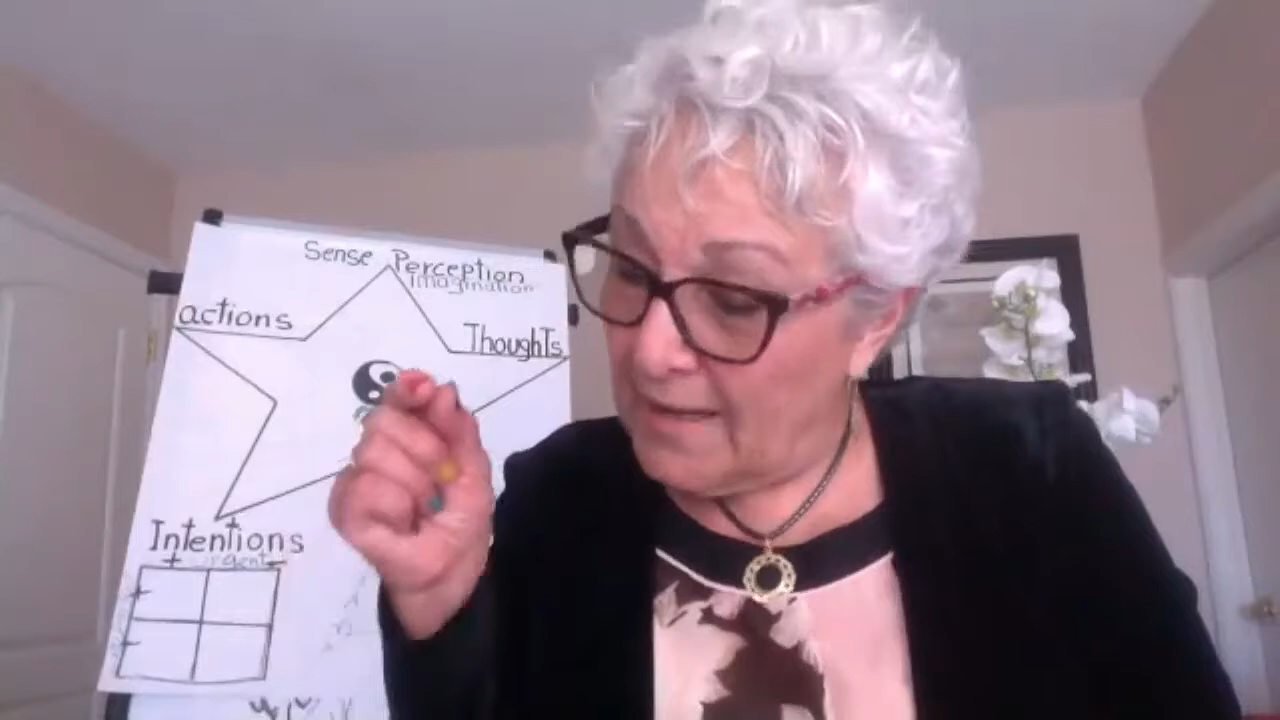 Sense Perception
Imagination
actions
Thoughts
Intentions
+ urgent -
+
-